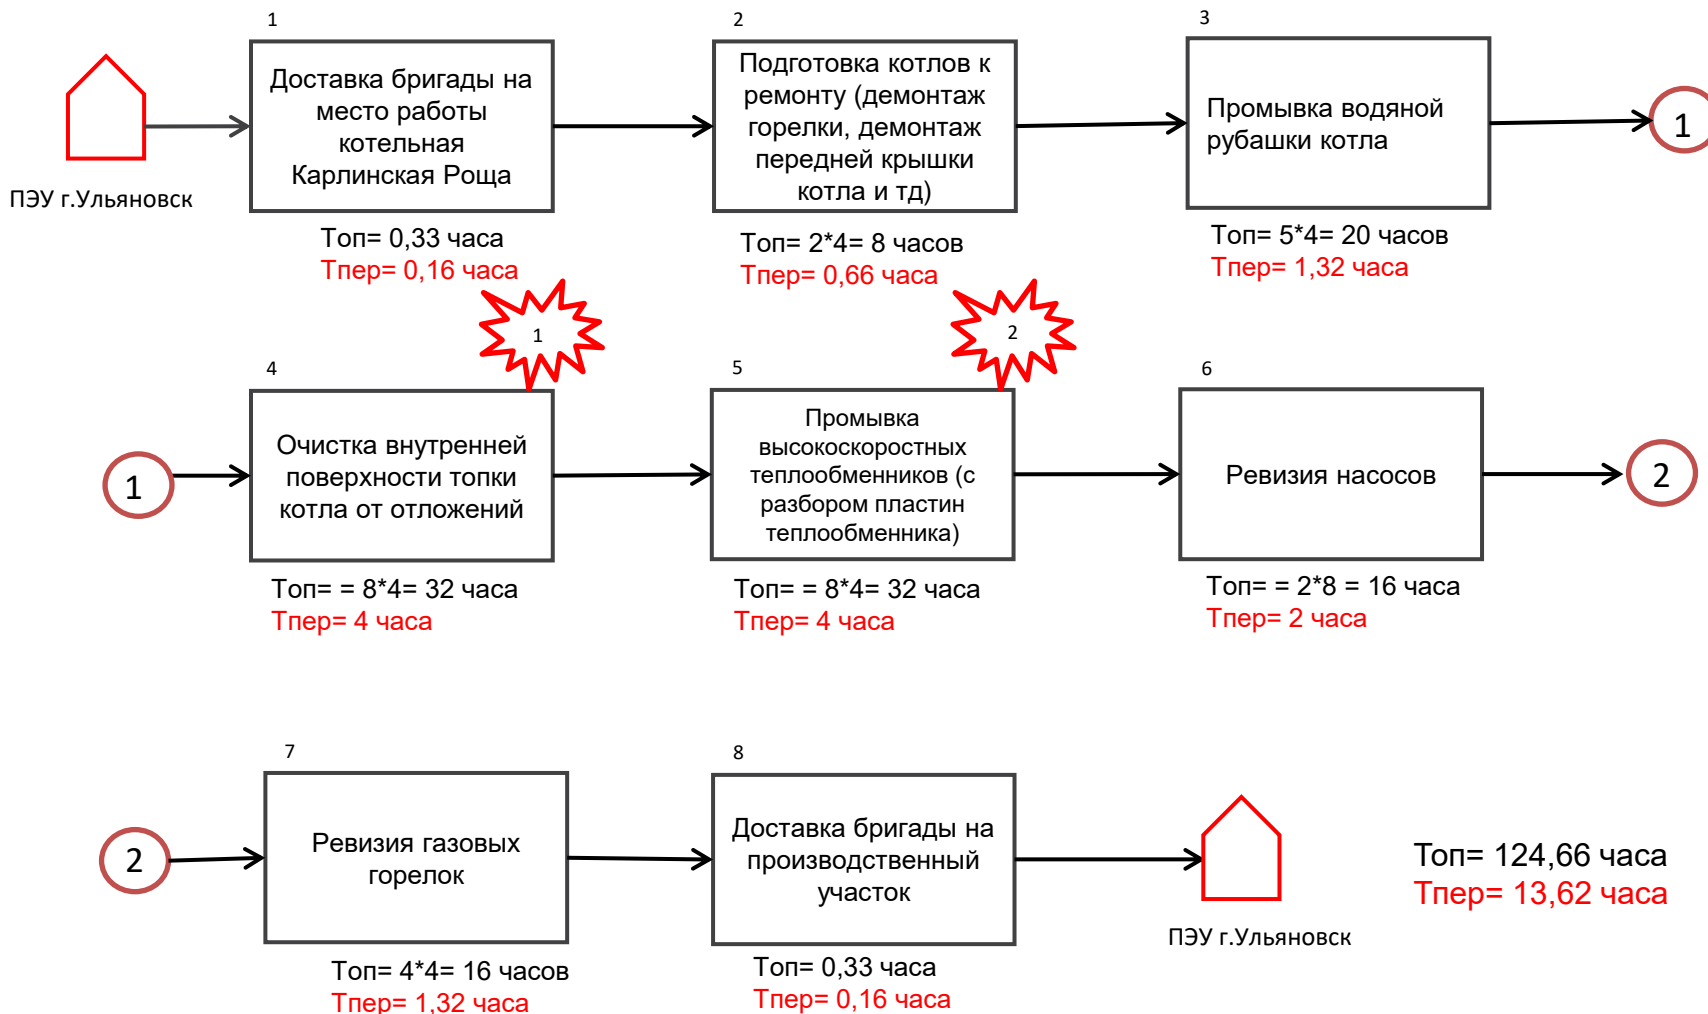 1
Доставка бригады на
место работы
котельная
Карлинская Роща
ПЭУ г.Ульяновск
Топ= 0,33 часа
Тпер= 0,16 часа
2
Подготовка котлов к
ремонту (демонтаж
горелки, демонтаж
передней крышки
котла и тд)
Топ= 2*4= 8 часов
Тпер= 0,66 часа
3
Промывка водяной
рубашки котла
Топ= 5*4= 20 часов
Тпер= 1,32 часа
1
1
4
1
Очистка внутренней
поверхности топки
котла от отложений
Топ= = 8*4= 32 часа
Тпер= 4 часа
5
2
Промывка
высокоскоростных
теплообменников (с
разбором пластин
теплообменника)
Топ= = 8*4= 32 часа
Тпер= 4 часа
6
Ревизия насосов
Топ= = 2*8 = 16 часа
Тпер= 2 часа
2
2
7
Ревизия газовых
горелок
Топ= 4*4= 16 часов
Тпер= 1,32 часа
8
Доставка бригады на
производственный
участок
Топ= 0,33 часа
Тпер= 0,16 часа
ПЭУ г.Ульяновск
Топ= 124,66 часа
Тпер= 13,62 часа